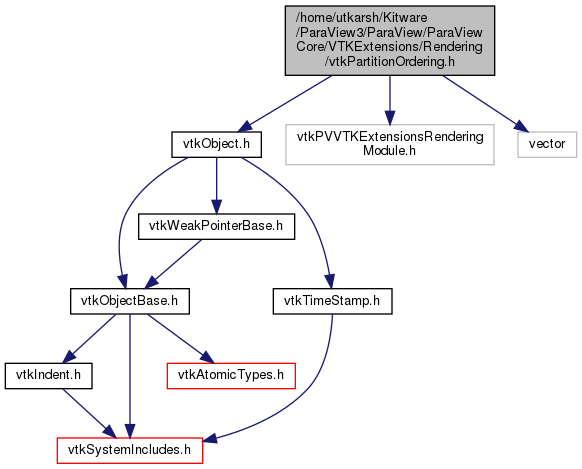 /home/utkarsh/Kitware
/ParaView3/ParaView/ParaView
Core/VTKExtensions/Rendering
/vtkPartitionOrdering.h
vtkObject.h
vtkPVVTKExtensionsRendering
Module.h
vector
vtkWeakPointerBase.h
vtkObjectBase.h
vtkTimeStamp.h
vtkIndent.h
vtkAtomicTypes.h
vtkSystemIncludes.h